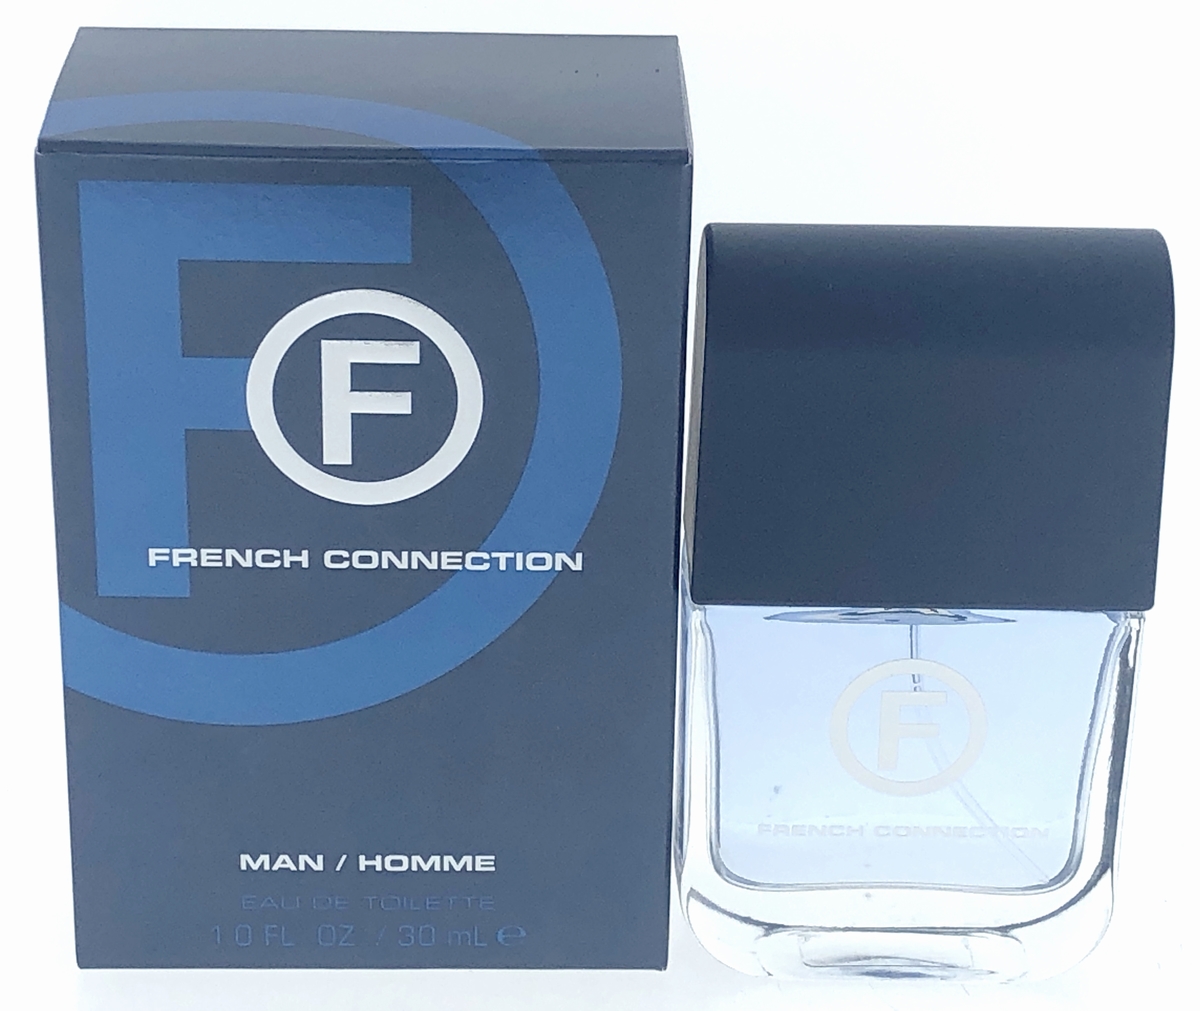 F
F
FRENCH CONNECTION
MAN / HOMME
EAU DE TOILETTE
1 0 FL OZ / 30 mL e
F
FRENCH CONNECTION